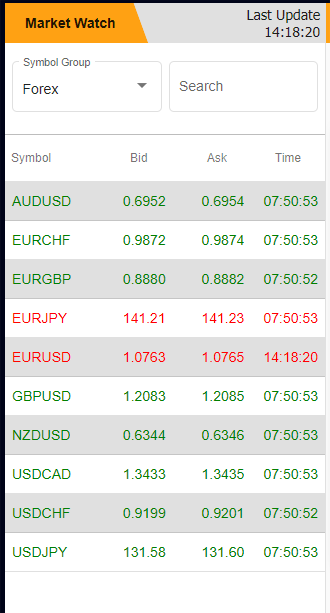 Market Watch
Last Update
14:18:20
Symbol Group
Forex
Search
Symbol Bid Ask Time
AUDUSD 0.6952 0.6954 07:50:53
EURCHF 0.9872 0.9874 07:50:53
EURGBP 0.8880 0.8882 07:50:52
EURJPY 141.21 141.23 07:50:53
EURUSD 1.0763 1.0765 14:18:20
GBPUSD 1.2083 1.2085 07:50:53
NZDUSD 0.6344 0.6346 07:50:53
USDCAD 1.3433 1.3435 07:50:53
USDCHF 0.9199 0.9201 07:50:52
USDJPY 131.58 131.60 07:50:53